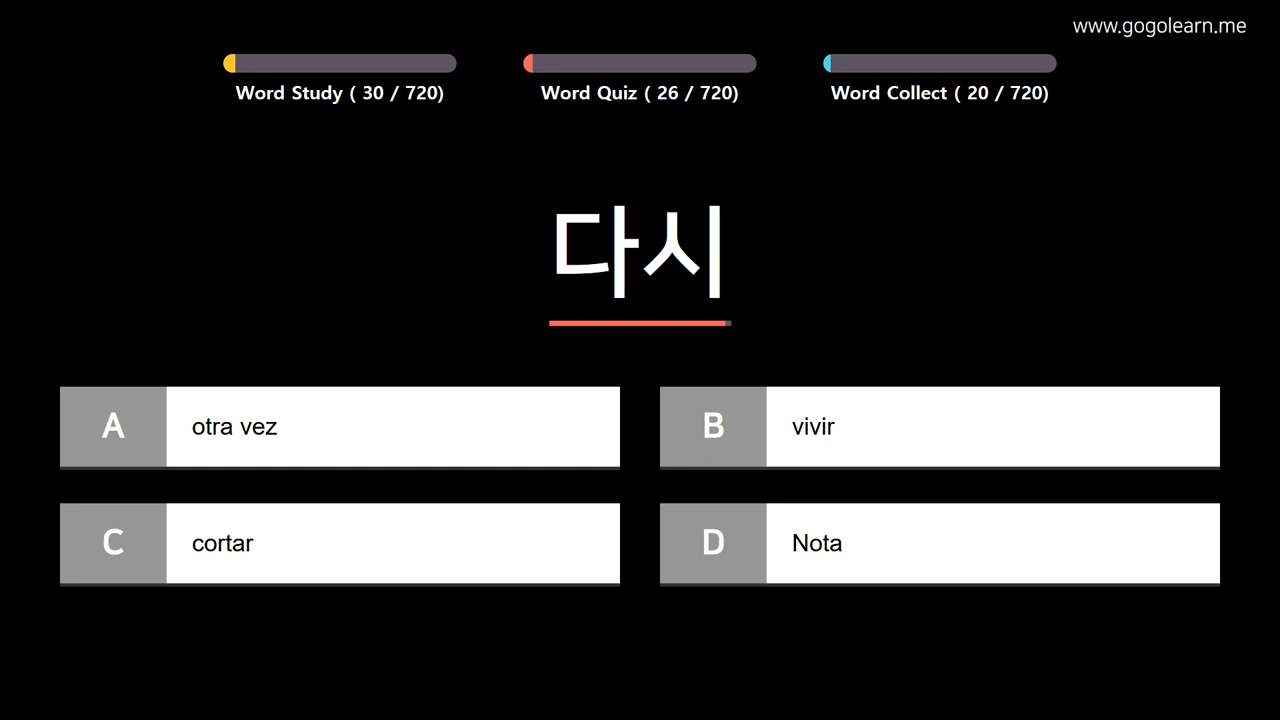 www.gogolearn.me
Word Study ( 30 / 720)
Word Quiz ( 26 / 720)
Word Collect ( 20 / 720)
다시
A otra vez
B vivir
C cortar
D Nota